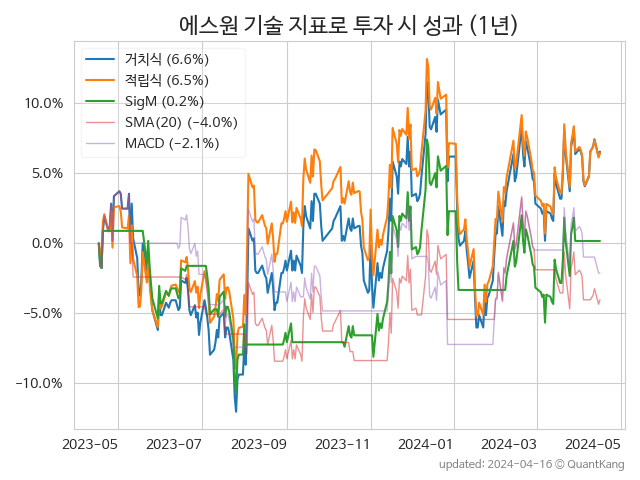 에스원 기술 지표로 투자 시 성과 (1년)
거치식 (6.6%)
적립식 (6.5%)
SigM (0.2%)
SMA(20) (−4.0%)
MACD (−2.1%)
10.0%
5.0%
0.0%
−5.0%
−10.0%
2023-05 2023-07 2023-09 2023-11 2024-01 2024-03 2024-05
updated: 2024-04-16 © QuantKang